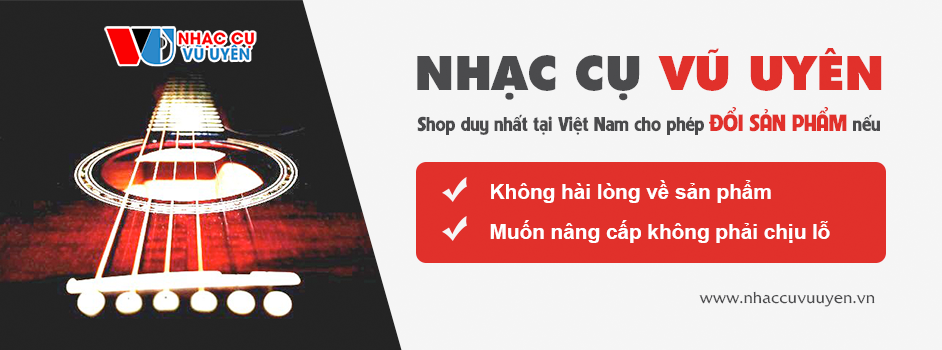 NHẠC CỤ
VŨ UYÊN
NHẠC CỤ VŨ UYÊN
Shop duy nhất tại Việt Nam cho phép ĐỔI SẢN PHẨM nếu
Không hài lòng về sản phẩm
Muốn nâng cấp không phải chịu lỗ
www.nhaccuvuuyen.vn